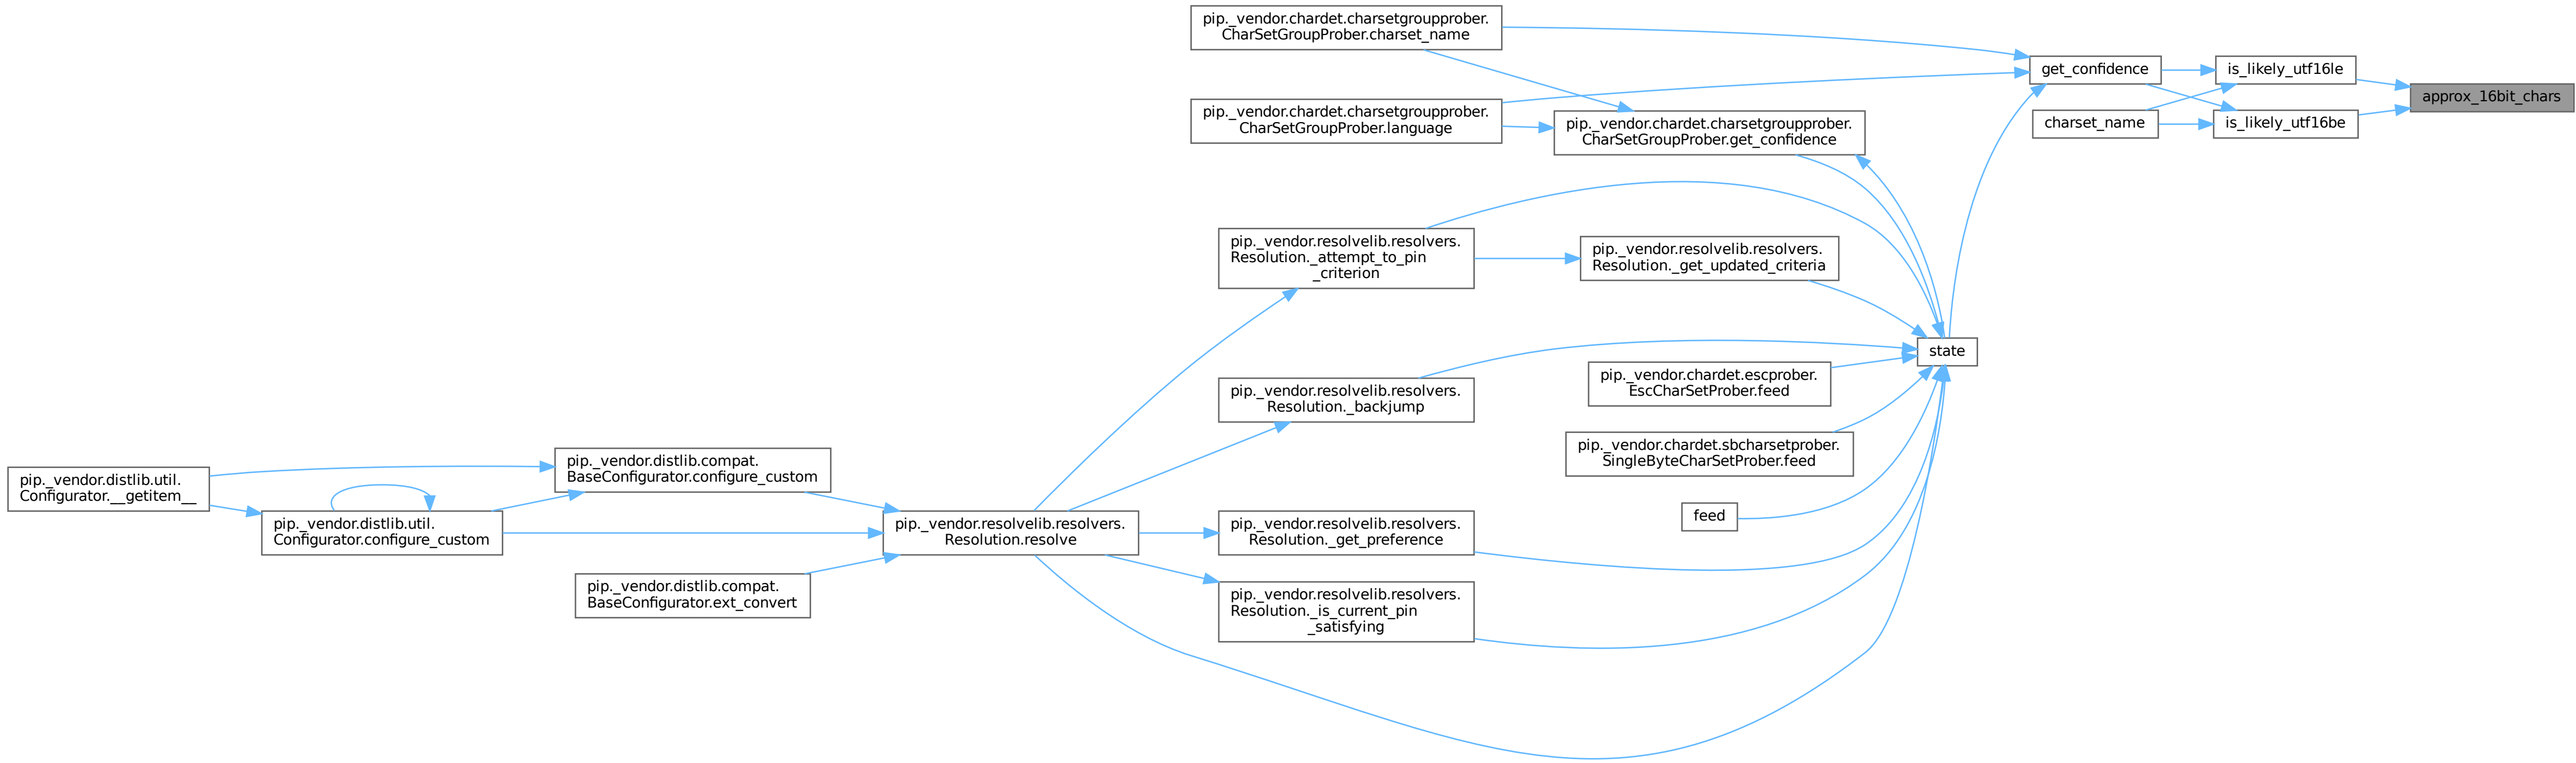 pip._vendor.chardet.charsetgroupprober.
CharSetGroupProber.charset_name
get_confidence
is_likely_utf16le
approx_16bit_chars
pip._vendor.chardet.charsetgroupprober.
CharSetGroupProber.language
pip._vendor.chardet.charsetgroupprober.
CharSetGroupProber.get_confidence
charset_name
is_likely_utf16be
pip._vendor.resolvelib.resolvers.
Resolution._attempt_to_pin
_criterion
pip._vendor.resolvelib.resolvers.
Resolution._get_updated_criteria
state
pip._vendor.resolvelib.resolvers.
Resolution._backjump
pip._vendor.chardet.escprober.
EscCharSetProber.feed
pip._vendor.chardet.sbcharsetprober.
SingleByteCharSetProber.feed
pip._vendor.distlib.util.
Configurator.__getitem__
pip._vendor.distlib.compat.
BaseConfigurator.configure_custom
pip._vendor.distlib.util.
Configurator.configure_custom
pip._vendor.resolvelib.resolvers.
Resolution.resolve
pip._vendor.resolvelib.resolvers.
Resolution._get_preference
feed
pip._vendor.distlib.compat.
BaseConfigurator.ext_convert
pip._vendor.resolvelib.resolvers.
Resolution._is_current_pin
_satisfying